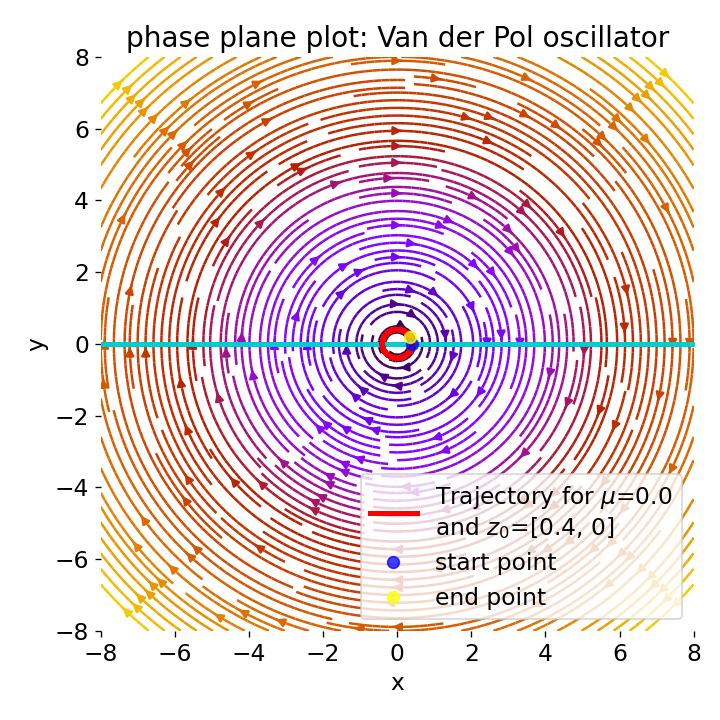 phase plane plot: Van der Pol oscillator
8
6
4
2
0
−2
−4
−6
−8
y
−8 −6 −4 −2 0 2 4 6 8
x
Trajectory for μ=0.0
and z₀=[0.4, 0]
start point
end point